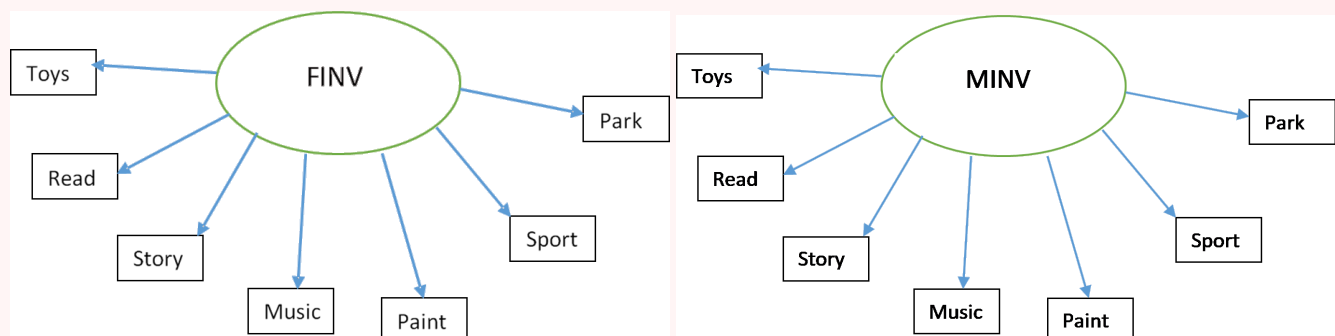 FINV
Toys
Park
Read
Sport
Story
Music
Paint
MINV
Toys
Park
Read
Sport
Story
Music
Paint